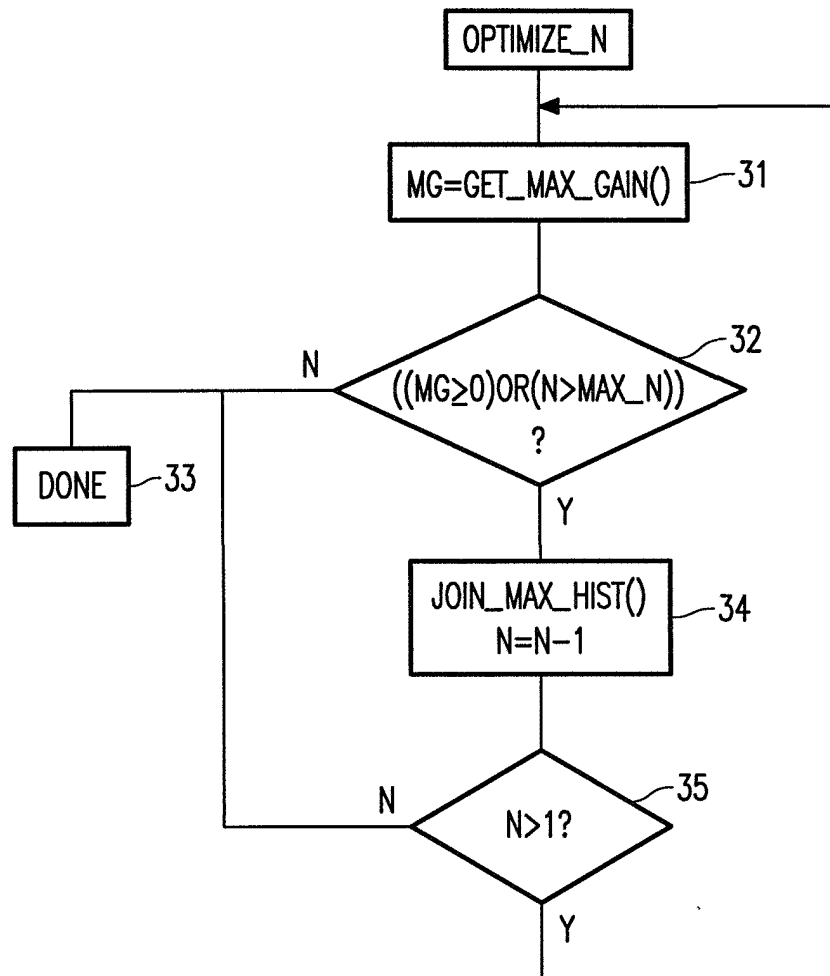 OPTIMIZE_N
MG=GET_MAX_GAIN()
31
32
N
((MG≥0)OR(N>MAX_N))
?
DONE
33
Y
JOIN_MAX_HIST()
N=N-1
34
35
N
N>1?
Y